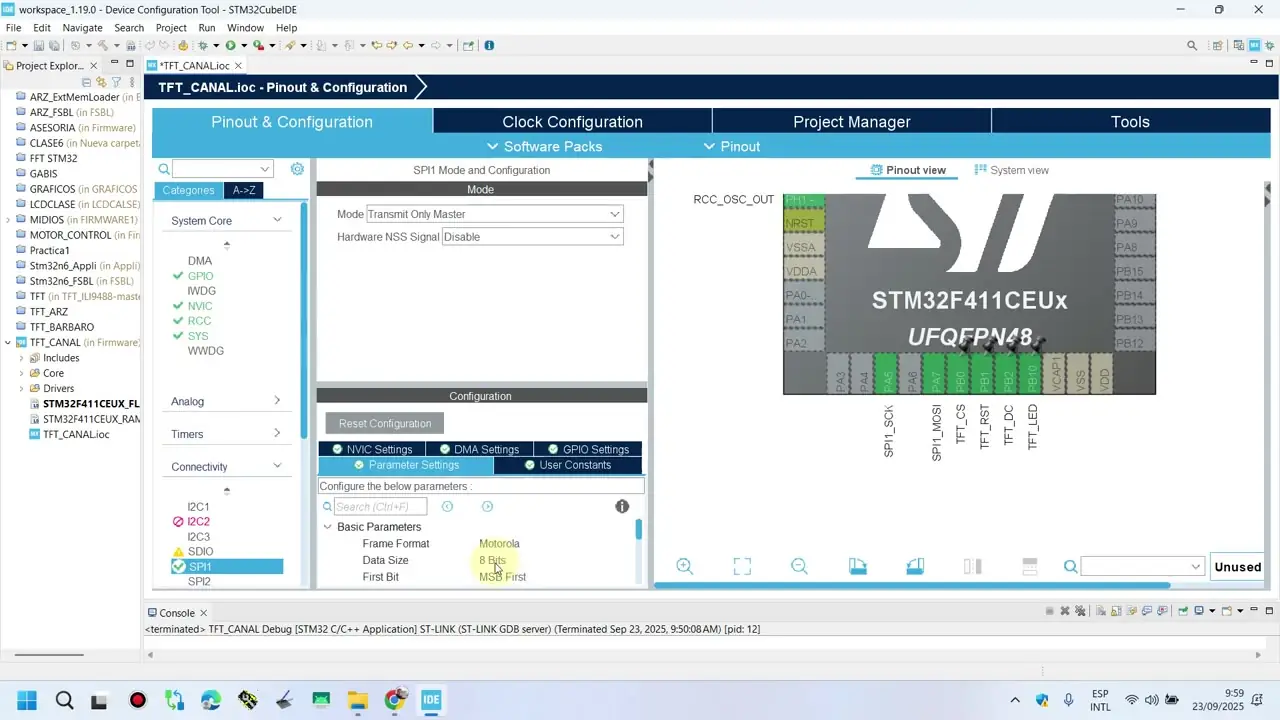 workspace_1.19.0 - Device Configuration Tool - STM32CubeIDE
File Edit Navigate Search Project Run Window Help
Project Explor...
*TFT_CANAL.ioc
ARZ_ExtMemLoader (in E
ARZ_FSBL (in FSBL)
ASESORIA (in Firmware)
CLASE6 (in Nueva carpet
FFT STM32
GABIS
GRAFICOS (in GRAFICOS
LCDCLASE (in LCDCALSE)
MIDIOS (in FIRMWARE1)
MOTOR_CONTROL (in Fir
Practica1
Stm32n6_Appli (in Appli)
Stm32n6_FSBL (in FSBL)
TFT (in TFT_ILI9488-maste
TFT_ARZ
TFT_BARBARO
TFT_CANAL (in Firmware)
Includes
Core
Drivers
STM32F411CEUX_FL
STM32F411CEUX_RAM
TFT_CANAL.ioc
TFT_CANAL.ioc - Pinout & Configuration
Pinout & Configuration
Clock Configuration
Project Manager
Tools
Software Packs
Pinout
Categories
A->Z
System Core
DMA
GPIO
IWDG
NVIC
RCC
SYS
WWDG
Analog
Timers
Connectivity
I2C1
I2C2
I2C3
SDIO
SPI1
SPI2
SPI1 Mode and Configuration
Mode
Mode Transmit Only Master
Hardware NSS Signal Disable
Configuration
Reset Configuration
NVIC Settings
DMA Settings
GPIO Settings
Parameter Settings
User Constants
Configure the below parameters :
Search (Ctrl+F)
Basic Parameters
Frame Format Motorola
Data Size 8 Bits
First Bit MSB First
Pinout view
System view
RCC_OSC_OUT
PH1 -
NRST
VSSA
VDDA
PA0-
PA1
PA2
PA10
PA9
PA8
PB15
PB14
PB13
PB12
STM32F411CEUx
UFQFPN48
PA3
PA4
PA5
PA6
PA7
PB0
PB1
PB2
PB10
VCAP1
VSS
VDD
SPI1_SCK
SPI1_MOSI
TFT_CS
TFT_RST
TFT_DC
TFT_LED
Unused
Console
<terminated> TFT_CANAL Debug [STM32 C/C++ Application] ST-LINK (ST-LINK GDB server) (Terminated Sep 23, 2025, 9:50:08 AM) [pid: 12]
IDE
ESP
INTL
9:59
23/09/2025